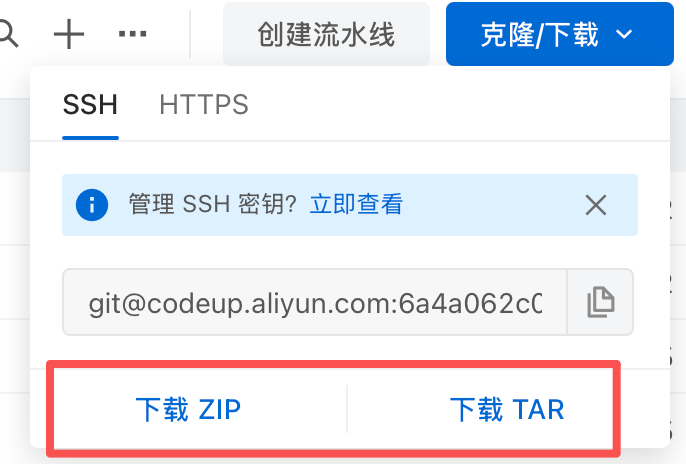 创建流水线 克隆/下载
SSH HTTPS
管理 SSH 密钥? 立即查看
git@codeup.aliyun.com:6a4a062c
下载 ZIP 下载 TAR